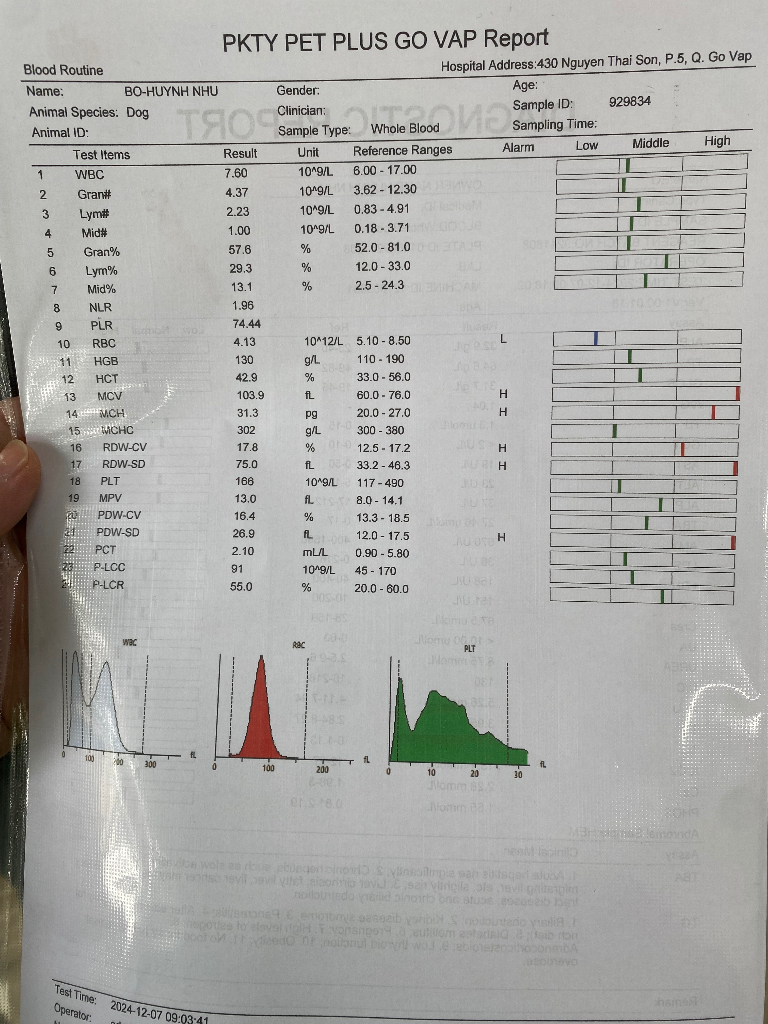 PKTY PET PLUS GO VAP Report
Blood Routine Hospital Address:430 Nguyen Thai Son, P.5, Q. Go Vap
Name: BO-HUYNH NHU Gender: Age:
Animal Species: Dog Clinician: Sample ID: 929834
Animal ID: Sample Type: Whole Blood Sampling Time:
Test Items Result Unit Reference Ranges Alarm Low Middle High
1 WBC 7.60 10^9/L 6.00 - 17.00
2 Gran# 4.37 10^9/L 3.62 - 12.30
3 Lym# 2.23 10^9/L 0.83 - 4.91
4 Mid# 1.00 10^9/L 0.18 - 3.71
5 Gran% 57.6 % 52.0 - 81.0
6 Lym% 29.3 % 12.0 - 33.0
7 Mid% 13.1 % 2.5 - 24.3
8 NLR 1.96
9 PLR 74.44
10 RBC 4.13 10^12/L 5.10 - 8.50 L
11 HGB 130 g/L 110 - 190
12 HCT 42.9 % 33.0 - 56.0
13 MCV 103.9 fL 60.0 - 76.0 H
14 MCH 31.3 pg 20.0 - 27.0 H
15 MCHC 302 g/L 300 - 380
16 RDW-CV 17.8 % 12.5 - 17.2 H
17 RDW-SD 75.0 fL 33.2 - 46.3 H
18 PLT 166 10^9/L 117 - 490
19 MPV 13.0 fL 8.0 - 14.1
20 PDW-CV 16.4 % 13.3 - 18.5
21 PDW-SD 26.9 fL 12.0 - 17.5 H
22 PCT 2.10 mL/L 0.90 - 5.80
23 P-LCC 91 10^9/L 45 - 170
24 P-LCR 55.0 % 20.0 - 60.0
WBC RBC PLT
0 100 200 300 fL 0 100 200 fL 0 10 20 30 fL
Test Time: 2024-12-07 09:03:41
Operator: